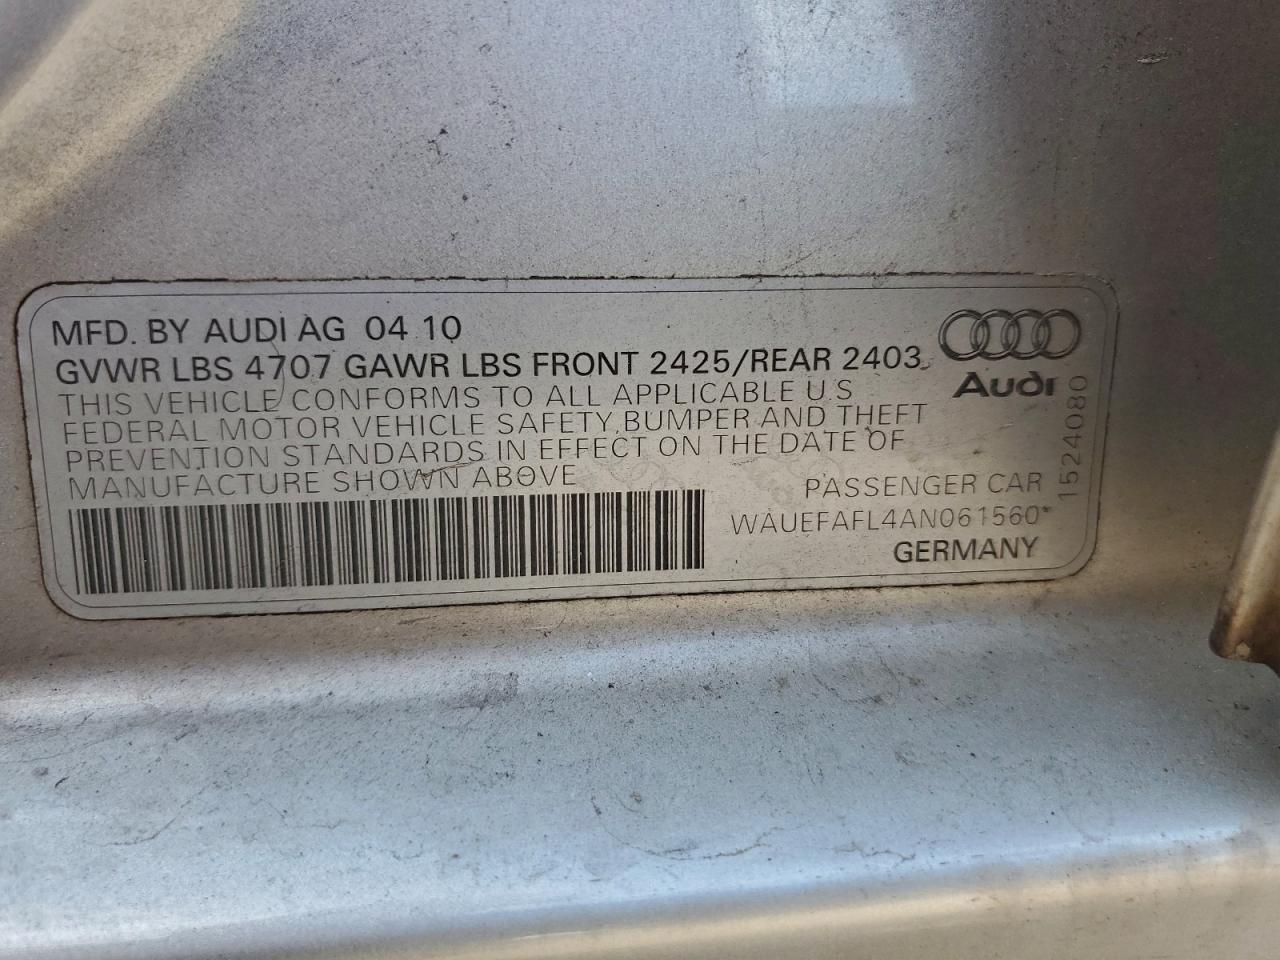 MFD. BY AUDI AG 04 10
GVWR LBS 4707 GAWR LBS FRONT 2425/REAR 2403
THIS VEHICLE CONFORMS TO ALL APPLICABLE U.S
FEDERAL MOTOR VEHICLE SAFETY, BUMPER AND THEFT
PREVENTION STANDARDS IN EFFECT ON THE DATE OF
MANUFACTURE SHOWN ABOVE
Audi
1524080
PASSENGER CAR
WAUEFAFL4AN061560*
GERMANY